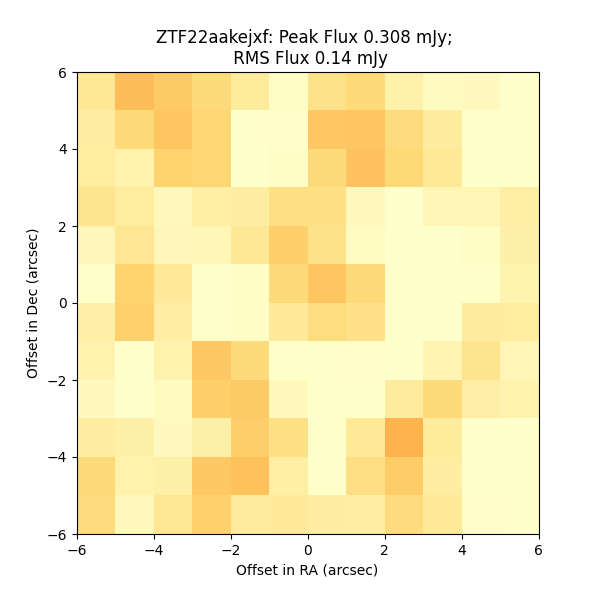 ZTF22aakejxf: Peak Flux 0.308 mJy;
RMS Flux 0.14 mJy
6
4
2
0
−2
−4
−6
Offset in Dec (arcsec)
−6 −4 −2 0 2 4 6
Offset in RA (arcsec)